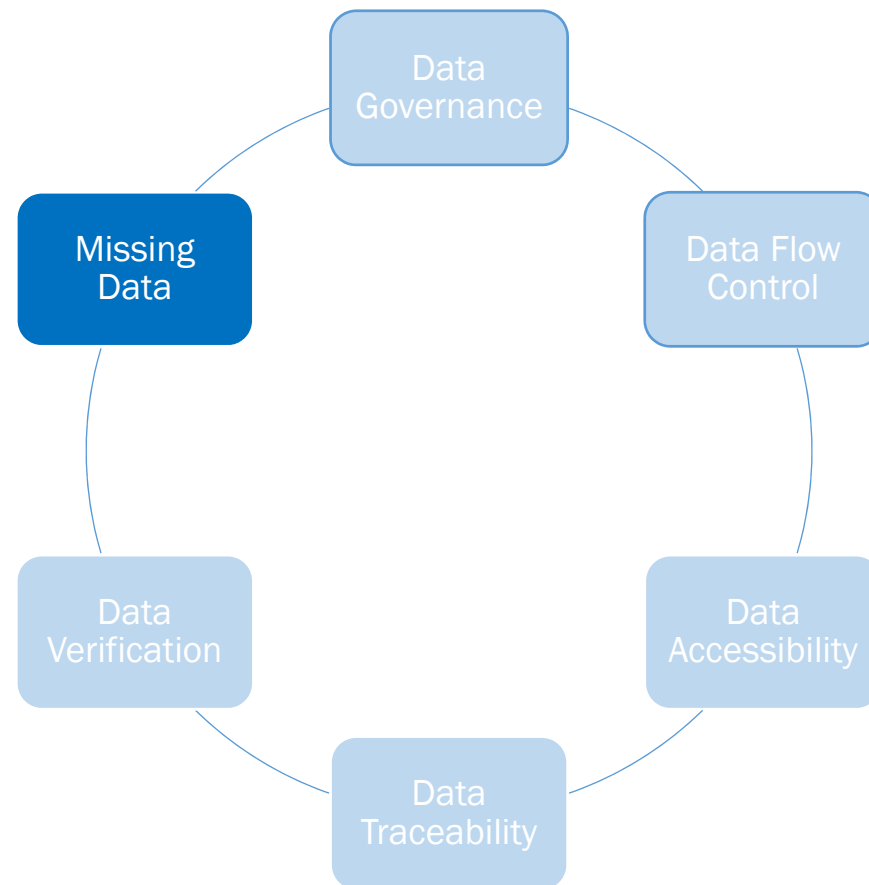 Data
Governance
Missing
Data
Data Flow
Control
Data
Verification
Data
Accessibility
Data
Traceability